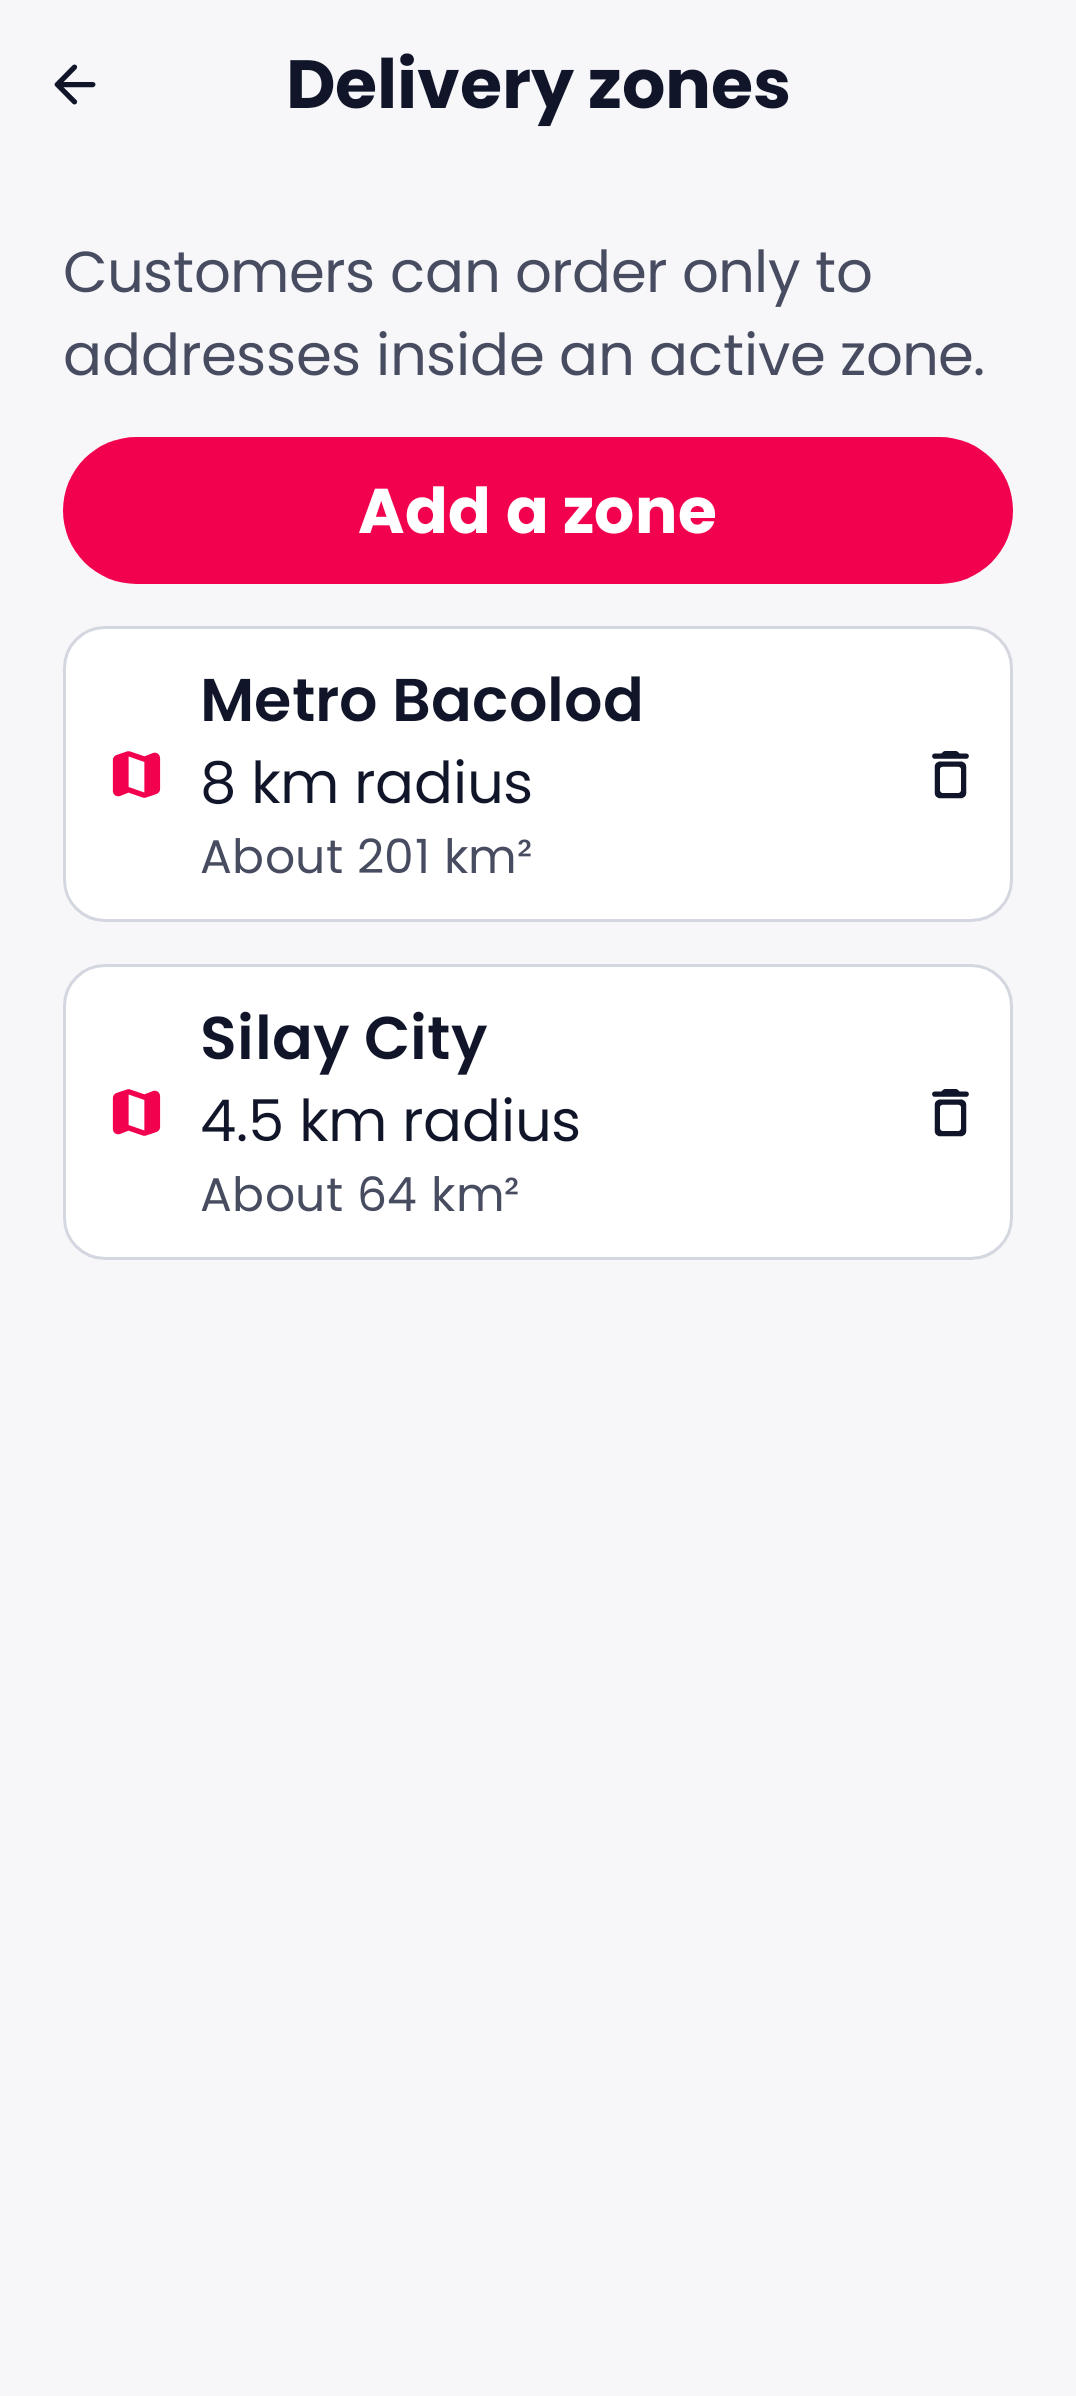 Delivery zones
Customers can order only to
addresses inside an active zone.
Add a zone
Metro Bacolod
8 km radius
About 201 km²
Silay City
4.5 km radius
About 64 km²